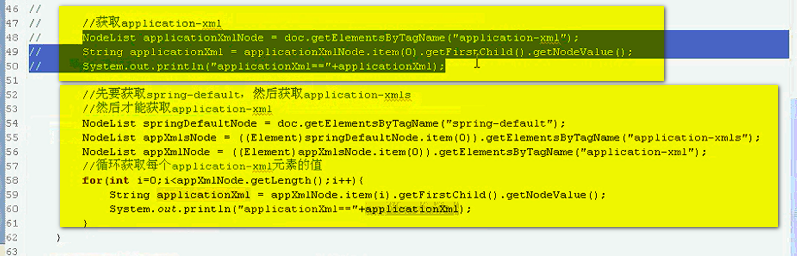 46 //
47 // //获取application-xml
48 // NodeList applicationXmlNode = doc.getElementsByTagName("application-xml");
49 // String applicationXml = applicationXmlNode.item(0).getFirstChild().getNodeValue();
50 // System.out.println("applicationXml=="+applicationXml);
51
52 //先要获取spring-default, 然后获取application-xmls
53 //然后才能获取application-xml
54 NodeList springDefaultNode = doc.getElementsByTagName("spring-default");
55 NodeList appXmlsNode = ((Element)springDefaultNode.item(0)).getElementsByTagName("application-xmls");
56 NodeList appXmlNode = ((Element)appXmlsNode.item(0)).getElementsByTagName("application-xml");
57 //循环获取每个application-xml元素的值
58 for(int i=0;i<appXmlNode.getLength();i++){
59 String applicationXml = appXmlNode.item(i).getFirstChild().getNodeValue();
60 System.out.println("applicationXml=="+applicationXml);
61 }
62 }
63